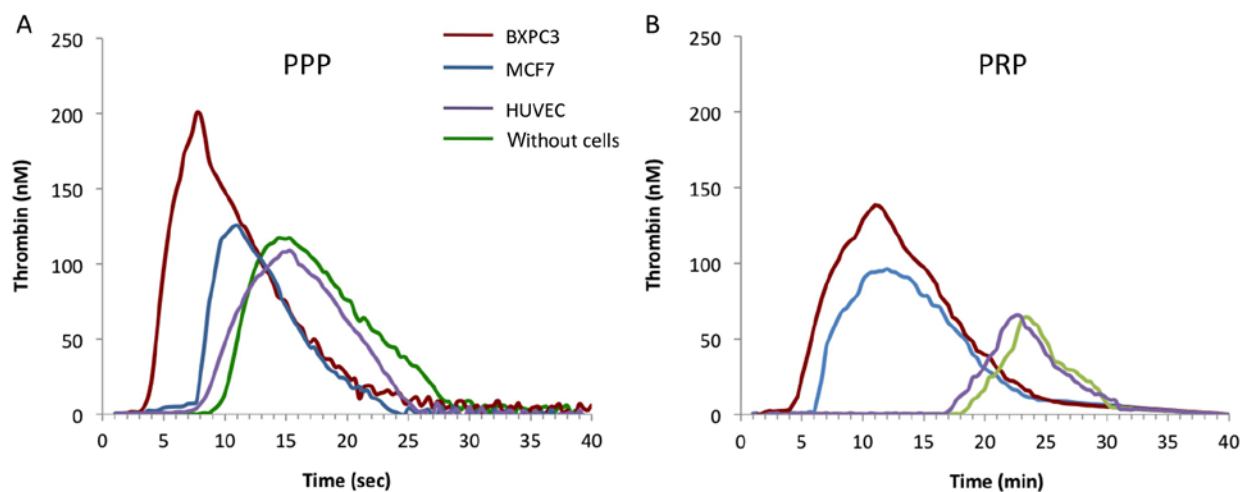 A
PPP
BXPC3
MCF7
HUVEC
Without cells
250
200
150
100
50
0
Thrombin (nM)
0 5 10 15 20 25 30 35 40
Time (sec)
B
PRP
250
200
150
100
50
0
Thrombin (nM)
0 5 10 15 20 25 30 35 40
Time (min)